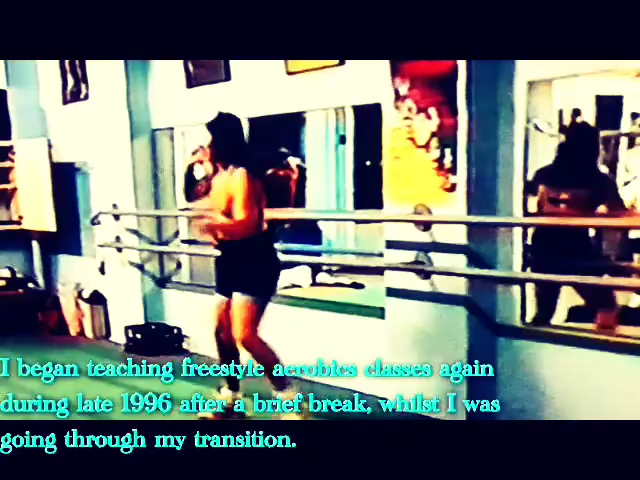 I began teaching freestyle aerobics classes again
during late 1996 after a brief break, whilst I was
going through my transition.